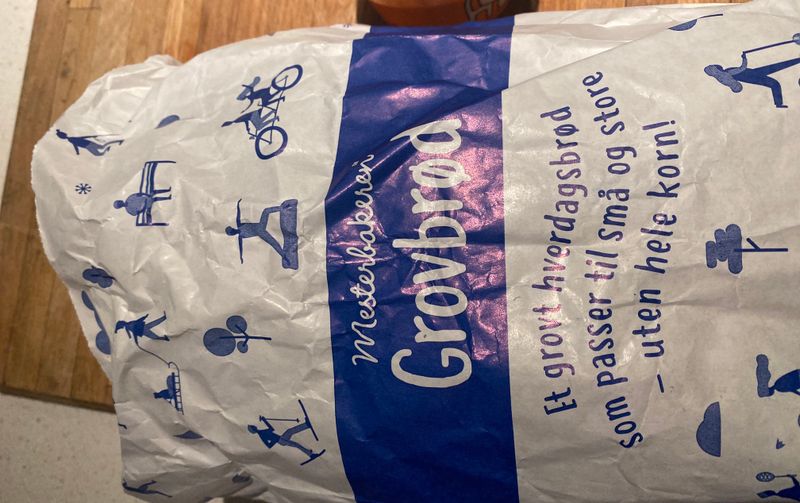 Mesterbakeren
Grovbrød
Et grovt hverdagsbrød
som passer til små og store
– uten hele korn!